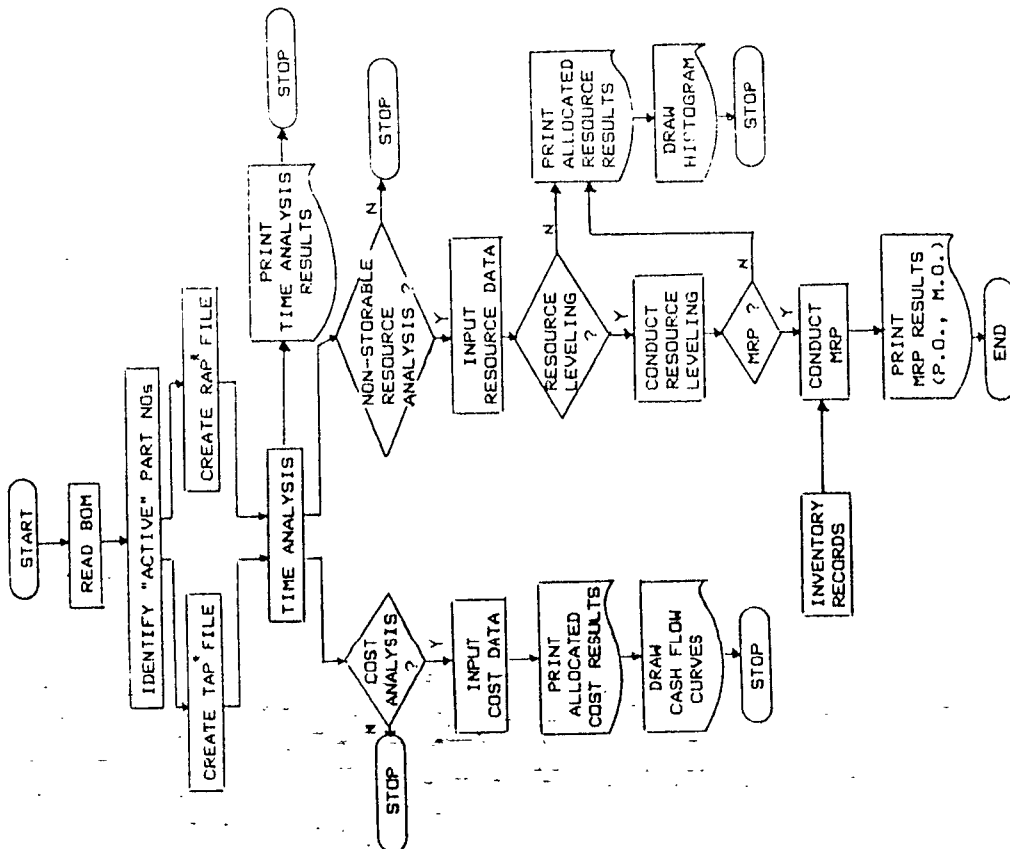 START
READ BOM
IDENTIFY "ACTIVE" PART NOs
CREATE TAP* FILE
CREATE RAP* FILE
TIME ANALYSIS
PRINT
TIME ANALYSIS
RESULTS
STOP
COST
ANALYSIS
?
N
STOP
Y
INPUT
COST DATA
PRINT
ALLOCATED
COST RESULTS
DRAW
CASH FLOW
CURVES
STOP
NON-STORABLE
RESOURCE
ANALYSIS ?
N
STOP
Y
INPUT
RESOURCE DATA
RESOURCE
LEVELING
?
N
Y
PRINT
ALLOCATED
RESOURCE
RESULTS
DRAW
HISTOGRAM
STOP
CONDUCT
RESOURCE
LEVELING
MRP ?
N
Y
INVENTORY
RECORDS
CONDUCT
MRP
PRINT
MRP RESULTS
(P.O., M.O.)
END